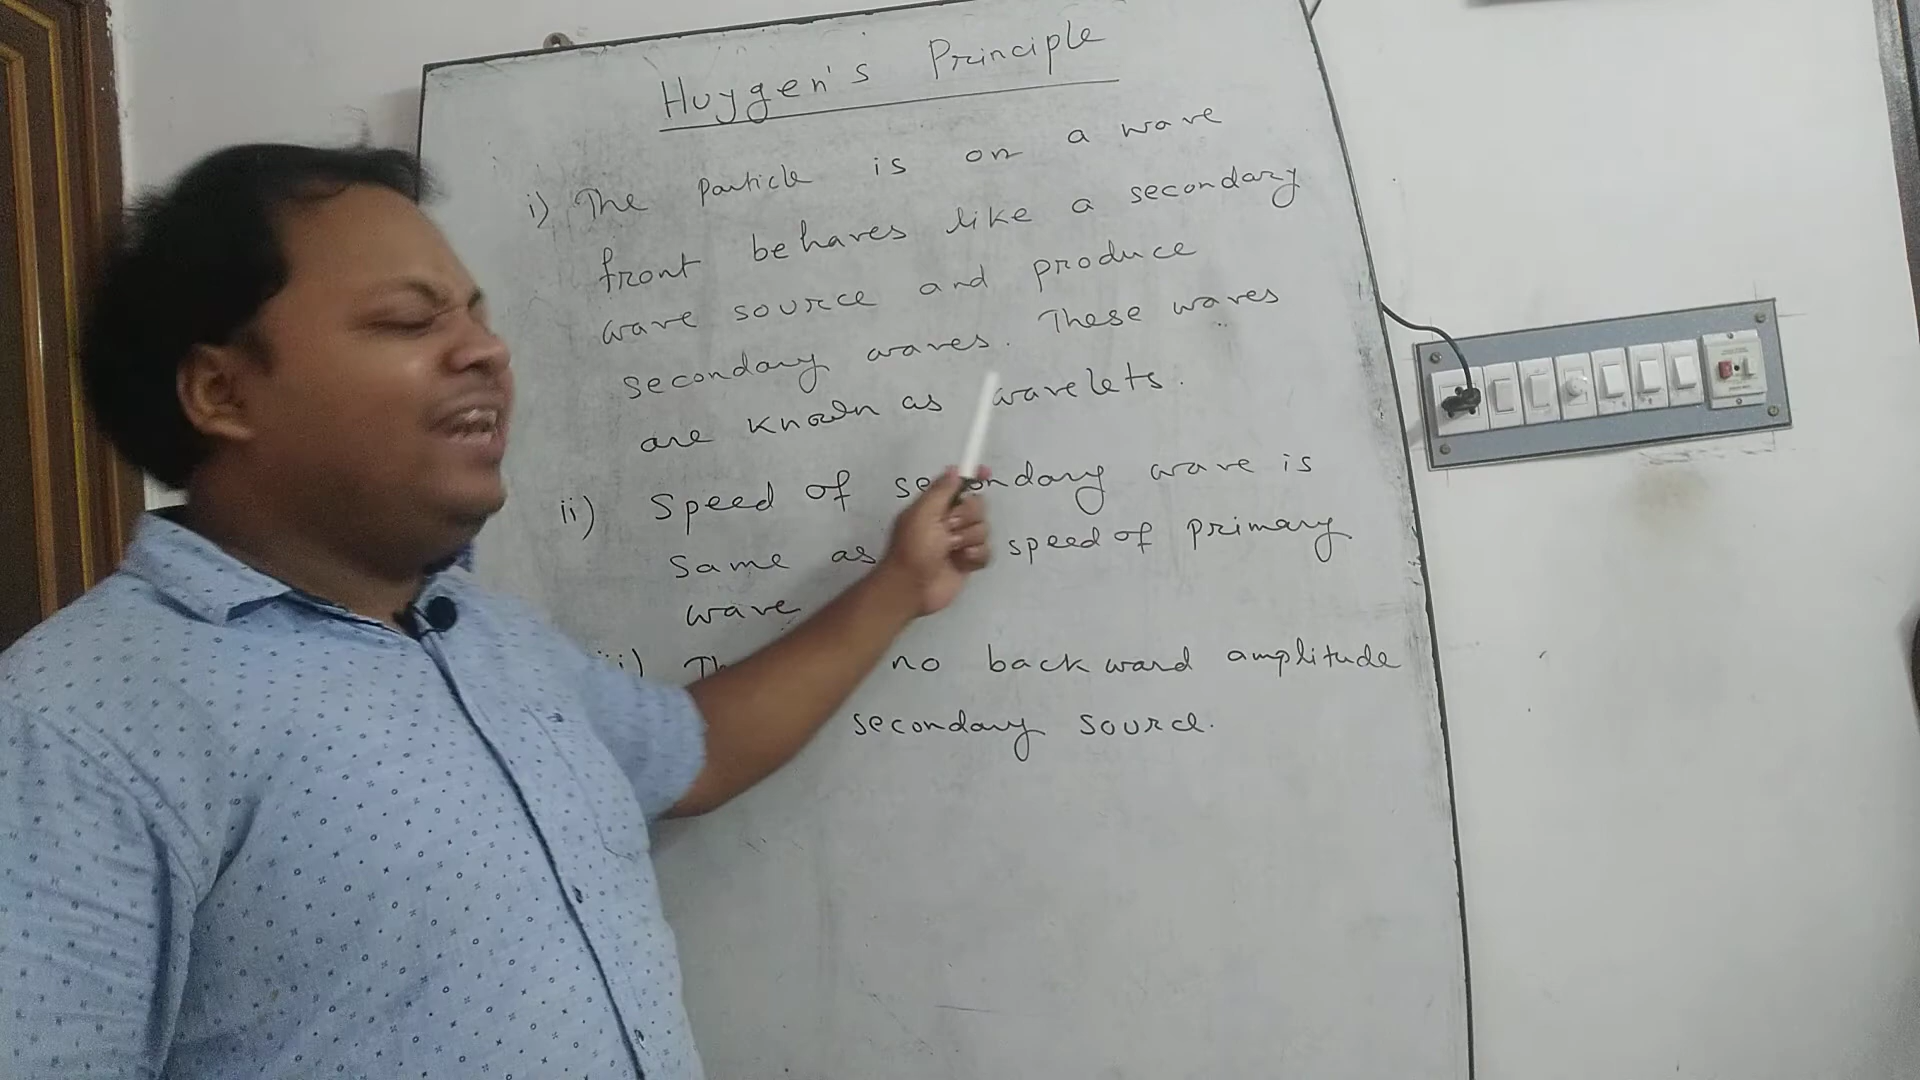 Huygen's Principle
i) The particle is on a wave
front behaves like a secondary
wave source and produce
secondary waves. These waves
are known as wavelets.
ii) Speed of secondary wave is
same as speed of primary
wave
no backward amplitude
secondary source.